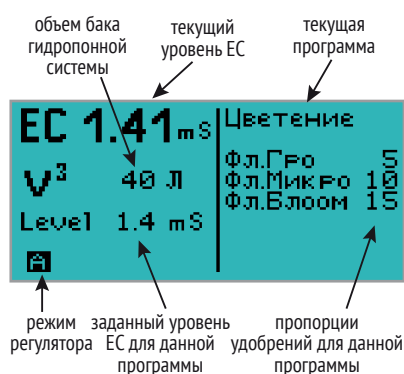 объем бака
гидропонной
системы
текущий
уровень ЕС
текущая
программа
EC 1.41 mS
V³ 40 Л
Level 1.4 mS
A
Цветение
Фл.Гро 5
Фл.Микро 10
Фл.Блоом 15
режим
регулятора
заданный уровень
ЕС для данной
программы
пропорции
удобрений для данной
программы